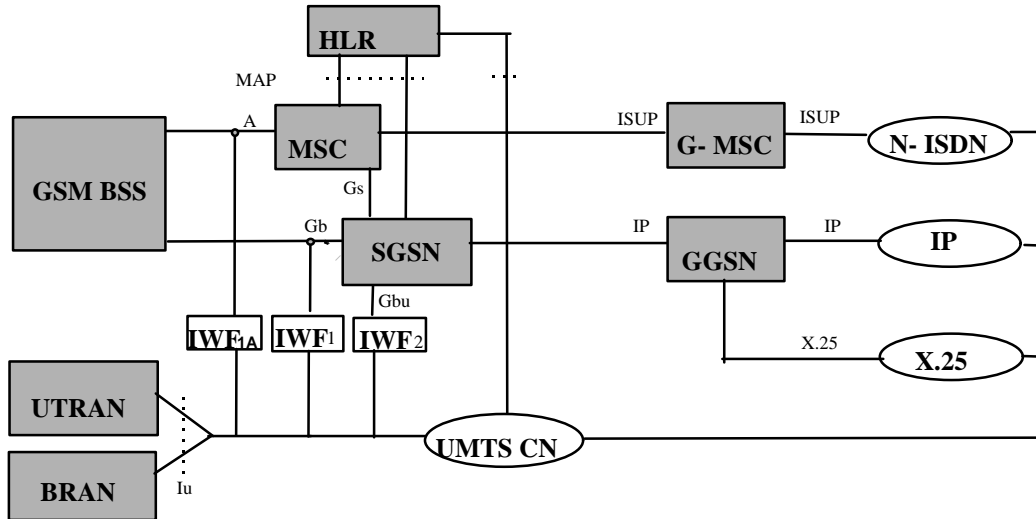 HLR
MAP
A
ISUP
ISUP
MSC
G- MSC
N- ISDN
GSM BSS
Gs
Gb
IP
IP
SGSN
GGSN
IP
Gbu
IWF1A
IWF1
IWF2
X.25
X.25
UTRAN
UMTS CN
BRAN
Iu